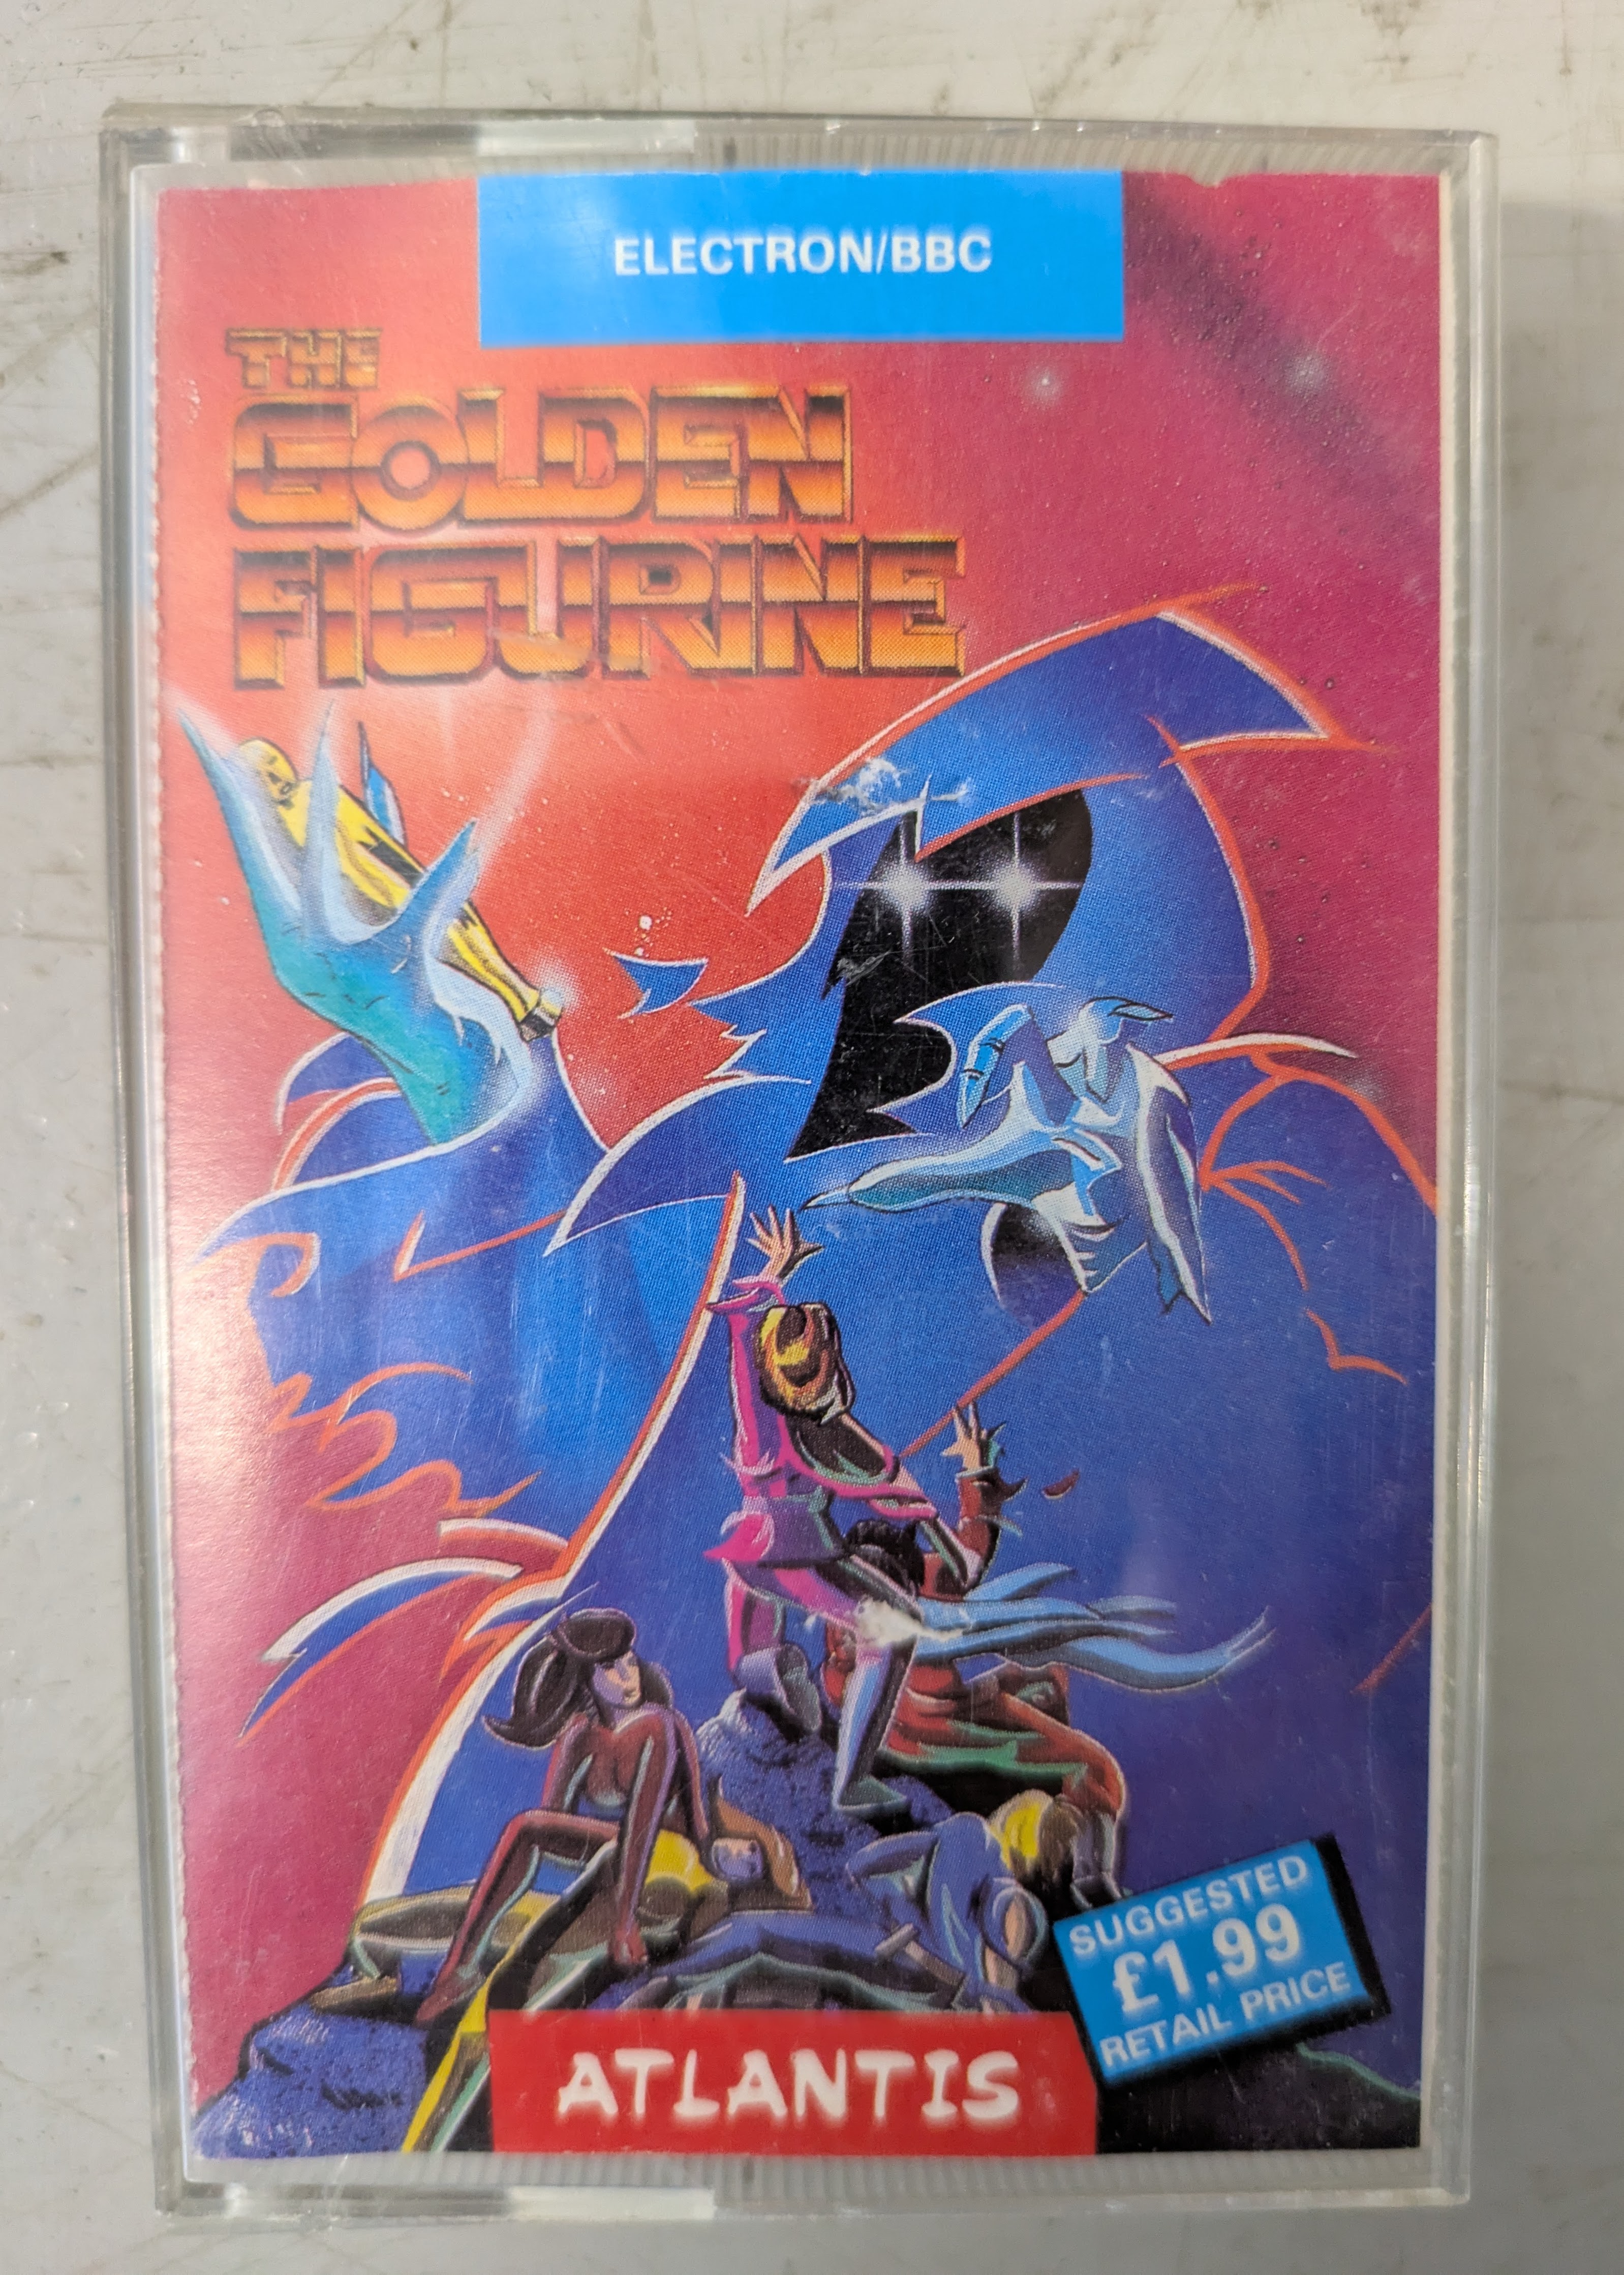 ELECTRON/BBC
THE
GOLDEN
FIGURINE
SUGGESTED
£1.99
RETAIL PRICE
ATLANTIS